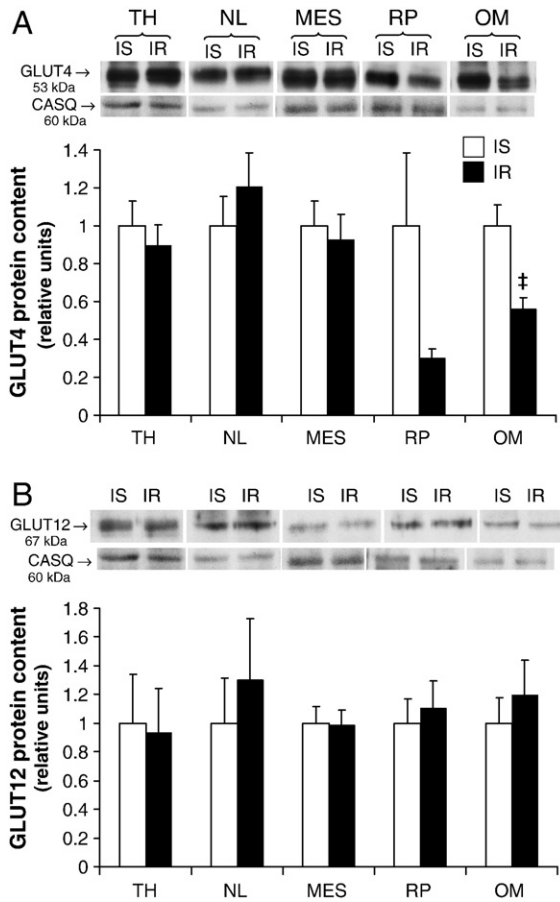 A
TH NL MES RP OM
IS IR IS IR IS IR IS IR IS IR
GLUT4 →
53 kDa
CASQ →
60 kDa
IS
IR
GLUT4 protein content
(relative units)
1.4
1.2
1
0.8
0.6
0.4
0.2
0
‡
TH NL MES RP OM
B
IS IR IS IR IS IR IS IR IS IR
GLUT12→
67 kDa
CASQ →
60 kDa
GLUT12 protein content
(relative units)
1.8
1.6
1.4
1.2
1
0.8
0.6
0.4
0.2
0
TH NL MES RP OM